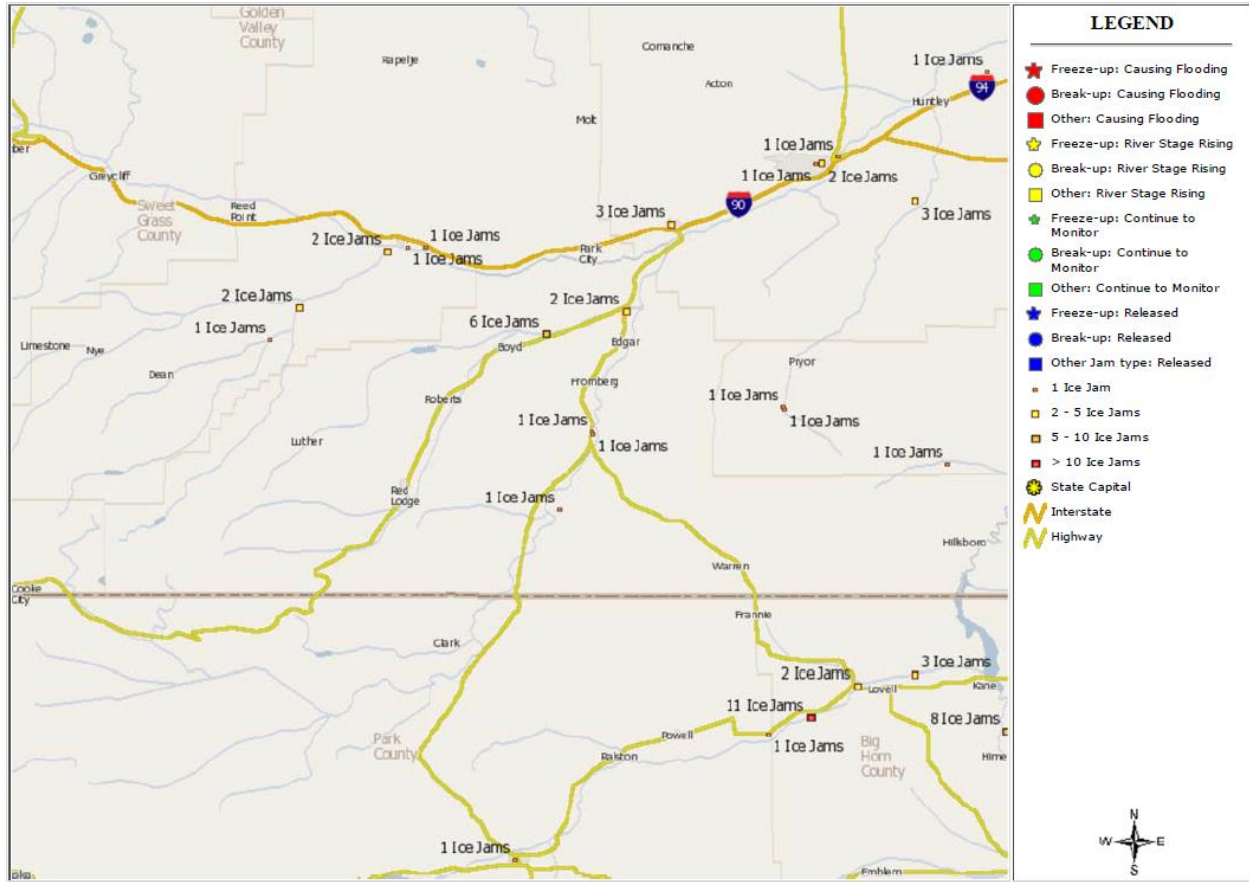 Golden
Valley
County
Comanche
Rapelje
1 Ice Jams
Acton
94
Huntley
Molt
1 Ice Jams
ber
Greycliff
1 Ice Jams
2 Ice Jams
90
Sweet
Grass
County
Reed
Point
3 Ice Jams
3 Ice Jams
2 Ice Jams
1 Ice Jams
1 Ice Jams
Park
City
2 Ice Jams
2 Ice Jams
6 Ice Jams
1 Ice Jams
Limestone
Nye
Boyd
Edgar
Dean
Pryor
Fromberg
Roberts
1 Ice Jams
1 Ice Jams
1 Ice Jams
Luther
1 Ice Jams
1 Ice Jams
Red
Lodge
1 Ice Jams
Hillsboro
Warren
Cooke
City
Frannie
Clark
3 Ice Jams
2 Ice Jams
Lovell
Kane
11 Ice Jams
8 Ice Jams
Park
County
Powell
1 Ice Jams
Big
Horn
County
Ralston
Hime
1 Ice Jams
Emblem
LEGEND
Freeze-up: Causing Flooding
Break-up: Causing Flooding
Other: Causing Flooding
Freeze-up: River Stage Rising
Break-up: River Stage Rising
Other: River Stage Rising
Freeze-up: Continue to
Monitor
Break-up: Continue to
Monitor
Other: Continue to Monitor
Freeze-up: Released
Break-up: Released
Other Jam type: Released
1 Ice Jam
2 - 5 Ice Jams
5 - 10 Ice Jams
> 10 Ice Jams
State Capital
Interstate
Highway
N
W E
S